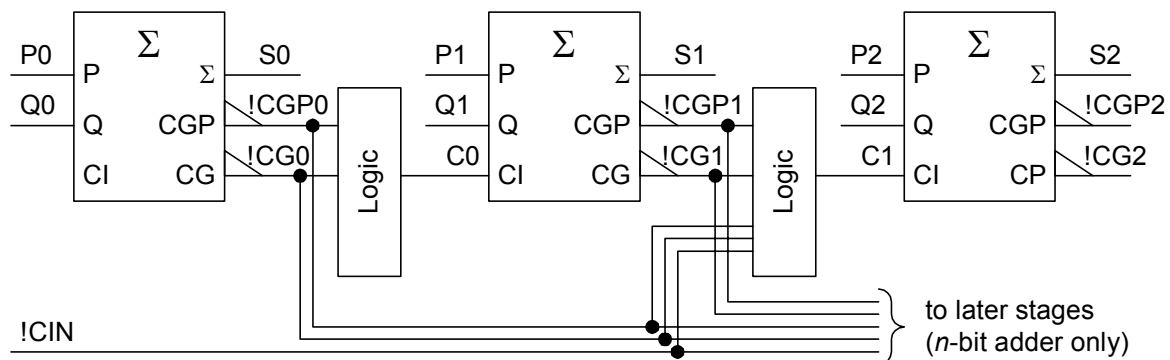 Σ Σ Σ
P0 S0 P1 S1 P2 S2
P Σ P Σ P Σ
Q0 !CGP0 Q1 !CGP1 Q2 !CGP2
Q CGP Q CGP Q CGP
!CG0 C0 !CG1 C1 !CG2
CI CG Logic CI CG Logic CI CP
to later stages
!CIN
(n-bit adder only)